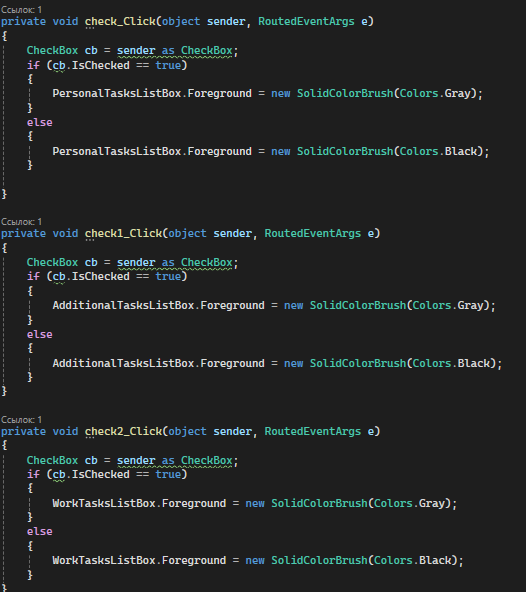 Ссылок: 1
private void check_Click(object sender, RoutedEventArgs e)
{
CheckBox cb = sender as CheckBox;
if (cb.IsChecked == true)
{
PersonalTasksListBox.Foreground = new SolidColorBrush(Colors.Gray);
}
else
{
PersonalTasksListBox.Foreground = new SolidColorBrush(Colors.Black);
}
}
Ссылок: 1
private void check1_Click(object sender, RoutedEventArgs e)
{
CheckBox cb = sender as CheckBox;
if (cb.IsChecked == true)
{
AdditionalTasksListBox.Foreground = new SolidColorBrush(Colors.Gray);
}
else
{
AdditionalTasksListBox.Foreground = new SolidColorBrush(Colors.Black);
}
}
Ссылок: 1
private void check2_Click(object sender, RoutedEventArgs e)
{
CheckBox cb = sender as CheckBox;
if (cb.IsChecked == true)
{
WorkTasksListBox.Foreground = new SolidColorBrush(Colors.Gray);
}
else
{
WorkTasksListBox.Foreground = new SolidColorBrush(Colors.Black);
}
}